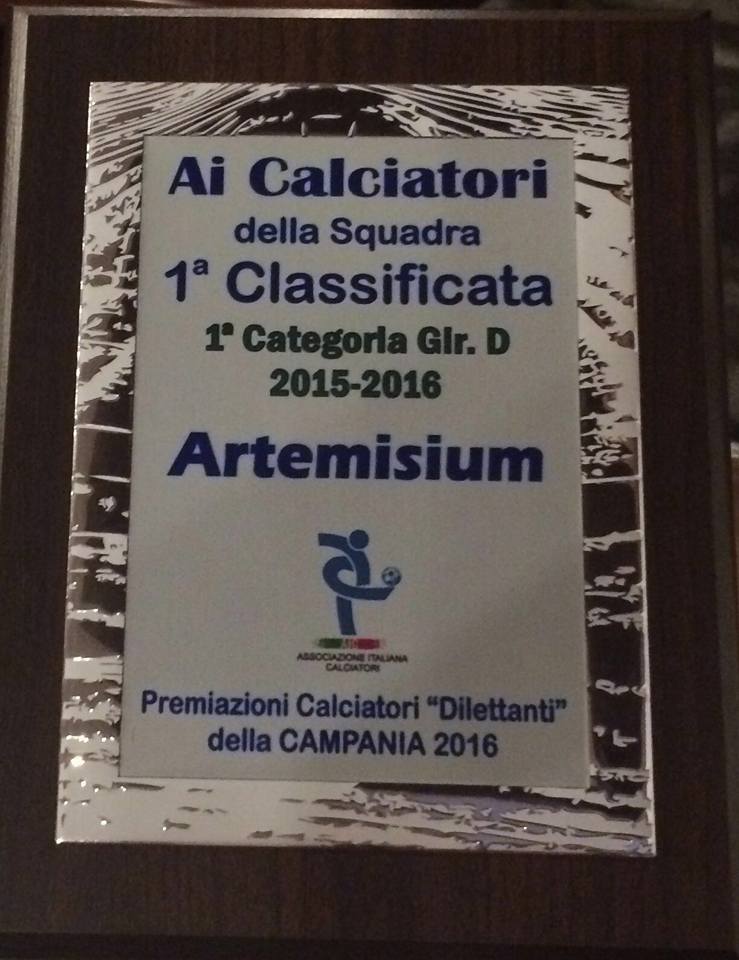 Ai Calciatori
della Squadra
1ª Classificata
1ª Categoria Gir. D
2015-2016
Artemisium
AIC
ASSOCIAZIONE ITALIANA
CALCIATORI
Premiazioni Calciatori “Dilettanti”
della CAMPANIA 2016